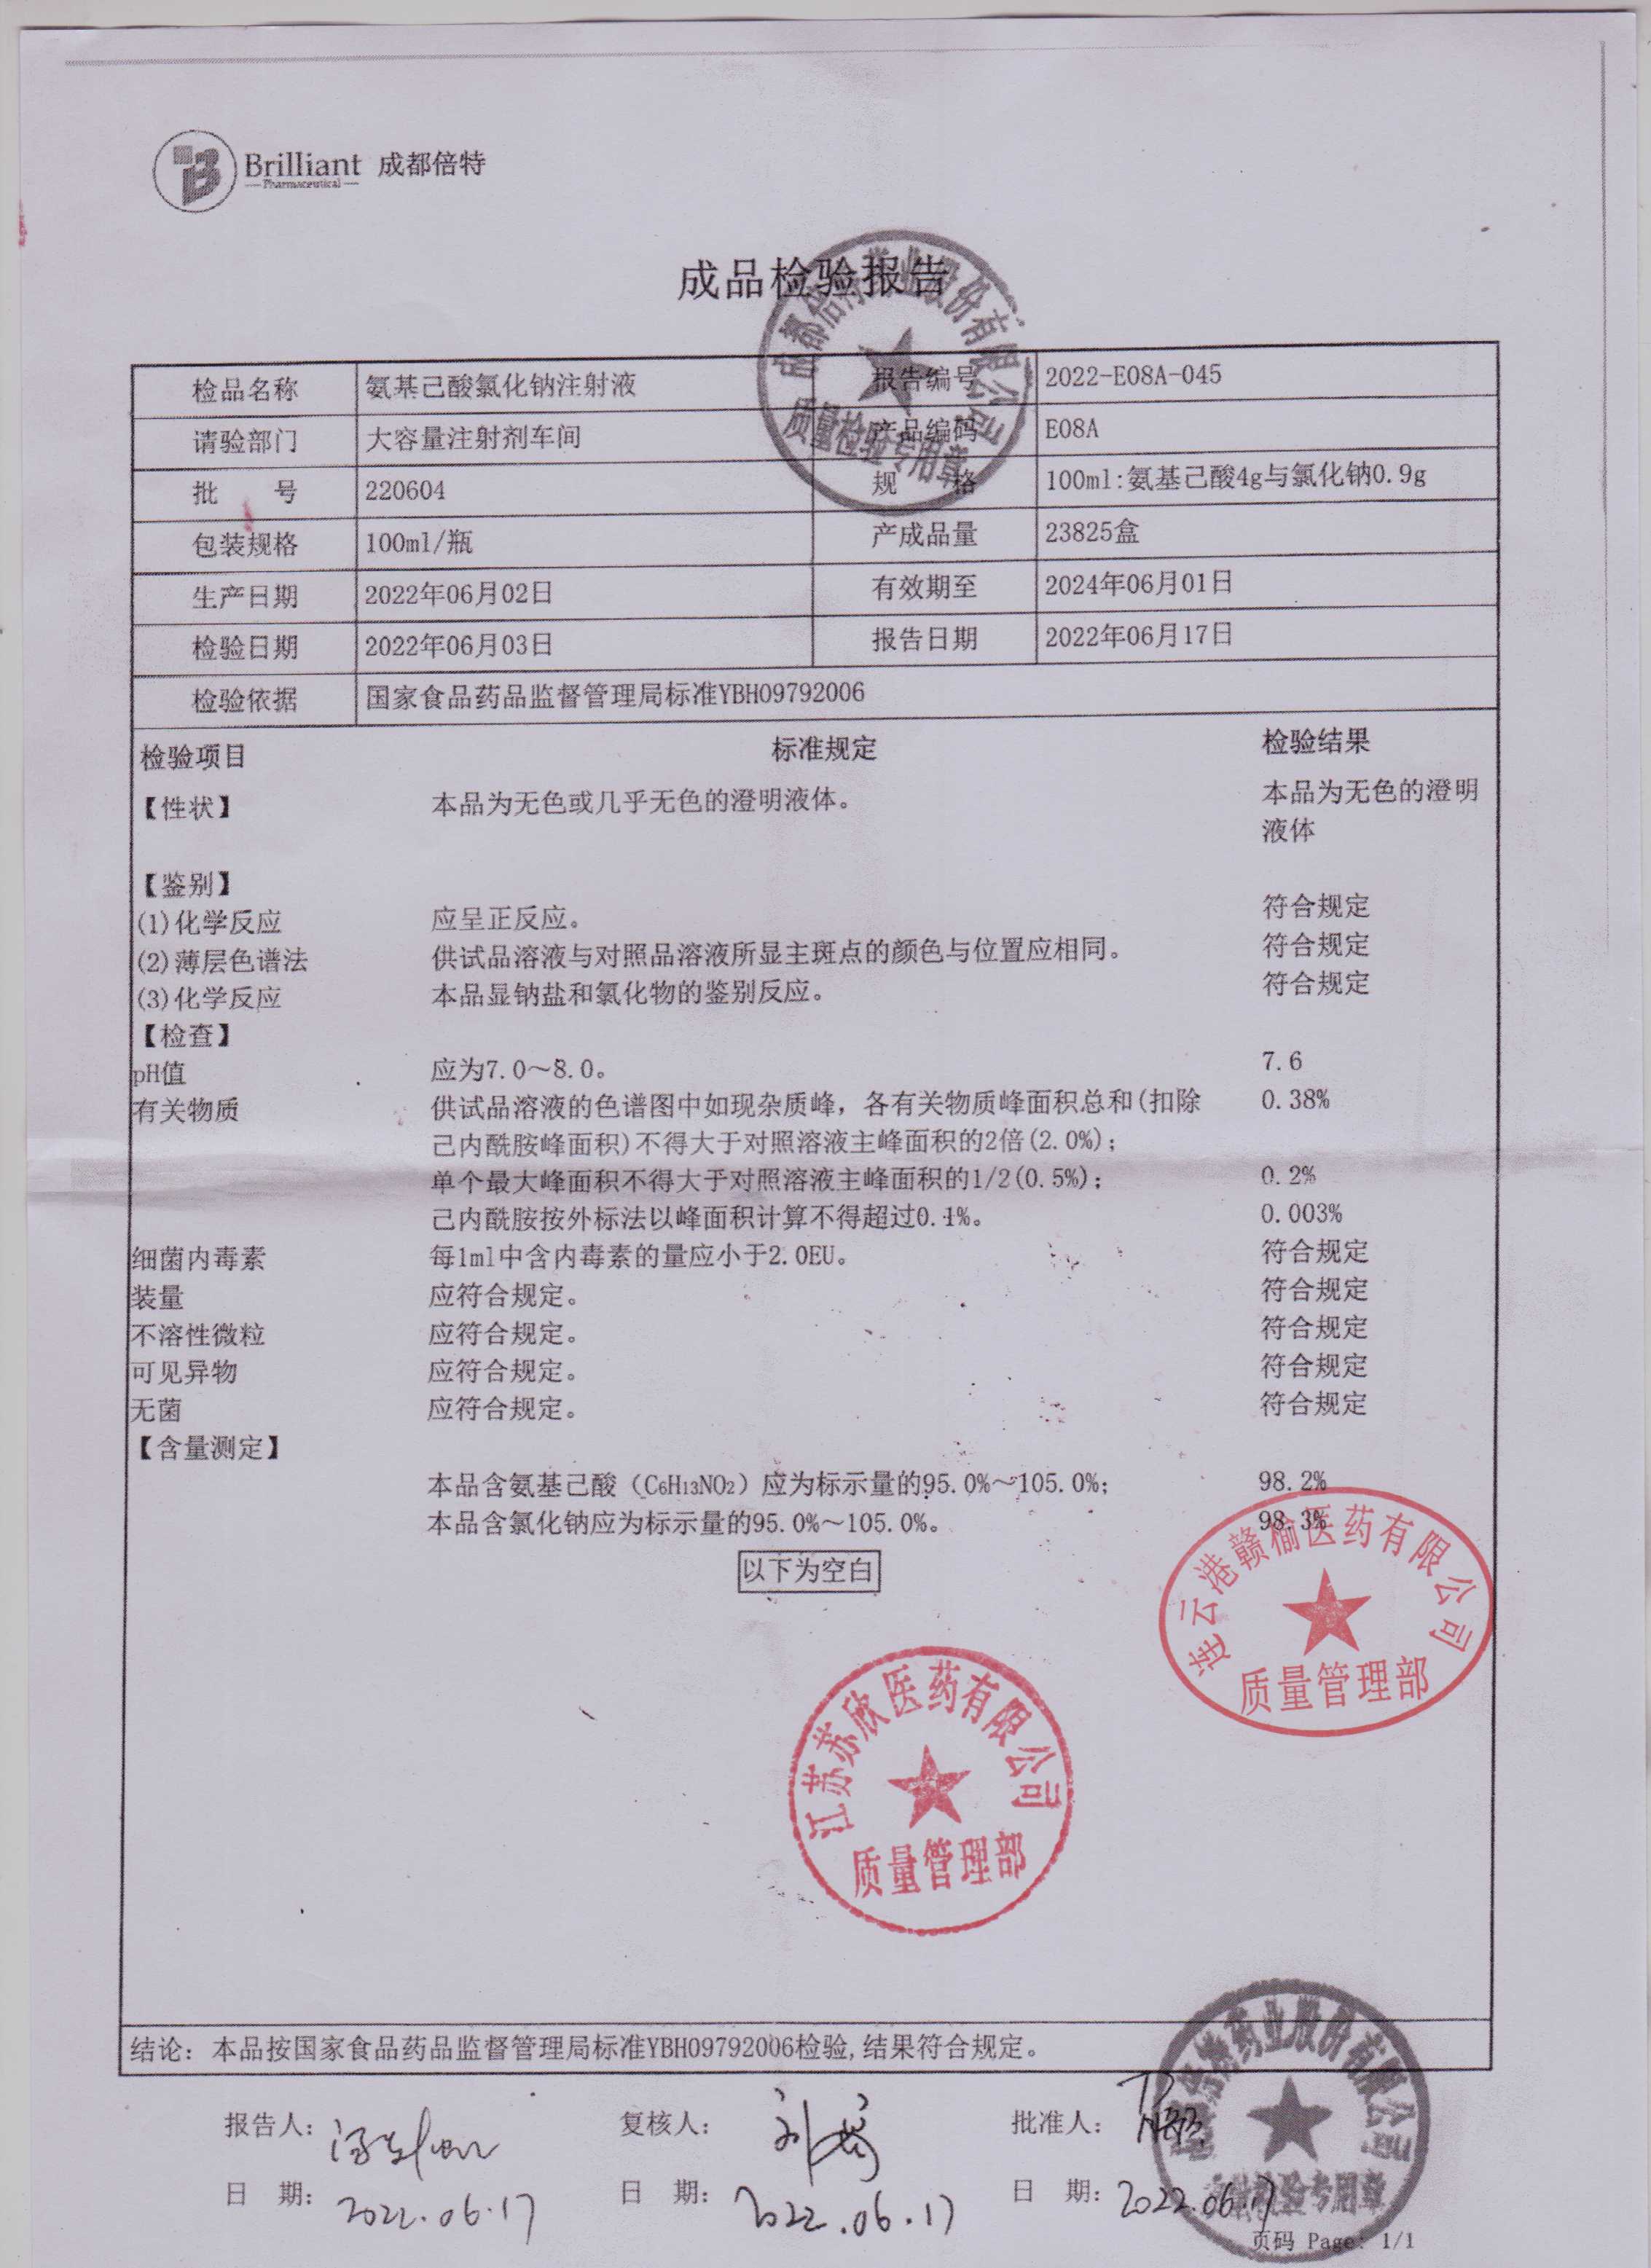 Brilliant 成都倍特
Pharmaceutical
成品检验报告
检品名称 氨基己酸氯化钠注射液 报告编号 2022-E08A-045
请验部门 大容量注射剂车间 产品编码 E08A
批 号 220604 规 格 100ml:氨基己酸4g与氯化钠0.9g
包装规格 100ml/瓶 产成品量 23825盒
生产日期 2022年06月02日 有效期至 2024年06月01日
检验日期 2022年06月03日 报告日期 2022年06月17日
检验依据 国家食品药品监督管理局标准YBH09792006
检验项目 标准规定 检验结果
【性状】 本品为无色或几乎无色的澄明液体。 本品为无色的澄明
液体
【鉴别】
(1)化学反应 应呈正反应。 符合规定
(2)薄层色谱法 供试品溶液与对照品溶液所显主斑点的颜色与位置应相同。 符合规定
(3)化学反应 本品显钠盐和氯化物的鉴别反应。 符合规定
【检查】
pH值 应为7.0～8.0。 7.6
有关物质 供试品溶液的色谱图中如现杂质峰，各有关物质峰面积总和(扣除 0.38%
己内酰胺峰面积)不得大于对照溶液主峰面积的2倍(2.0%)；
单个最大峰面积不得大于对照溶液主峰面积的1/2(0.5%)； 0.2%
己内酰胺按外标法以峰面积计算不得超过0.1%。 0.003%
细菌内毒素 每1ml中含内毒素的量应小于2.0EU。 符合规定
装量 应符合规定。 符合规定
不溶性微粒 应符合规定。 符合规定
可见异物 应符合规定。 符合规定
无菌 应符合规定。 符合规定
【含量测定】
本品含氨基己酸（C6H13NO2）应为标示量的95.0%～105.0%； 98.2%
本品含氯化钠应为标示量的95.0%～105.0%。 98.3%
以下为空白
连云港赣榆医药有限公司
质量管理部
江苏苏欣医药有限公司
质量管理部
成都倍特药业股份有限公司
质量检验专用章
结论：本品按国家食品药品监督管理局标准YBH09792006检验,结果符合规定。
报告人： 复核人： 批准人：
日 期：2022.06.17 日 期：2022.06.17 日 期：2022.06.17
页码 Page: 1/1